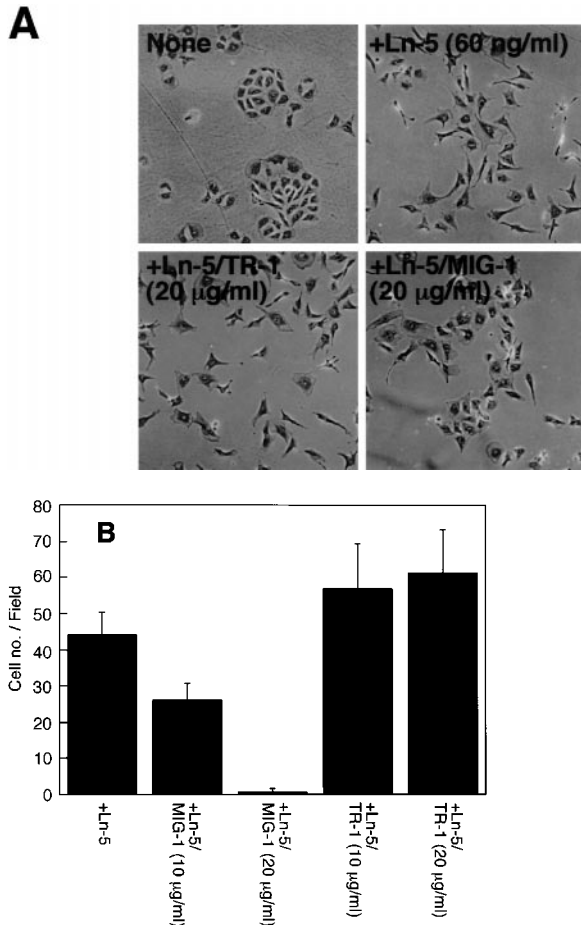 A
None
+Ln-5 (60 ng/ml)
+Ln-5/TR-1
(20 μg/ml)
+Ln-5/MIG-1
(20 μg/ml)
B
Cell no. / Field
80
70
60
50
40
30
20
10
0
+Ln-5
+Ln-5/
MIG-1 (10 μg/ml)
+Ln-5/
MIG-1 (20 μg/ml)
+Ln-5/
TR-1 (10 μg/ml)
+Ln-5/
TR-1 (20 μg/ml)